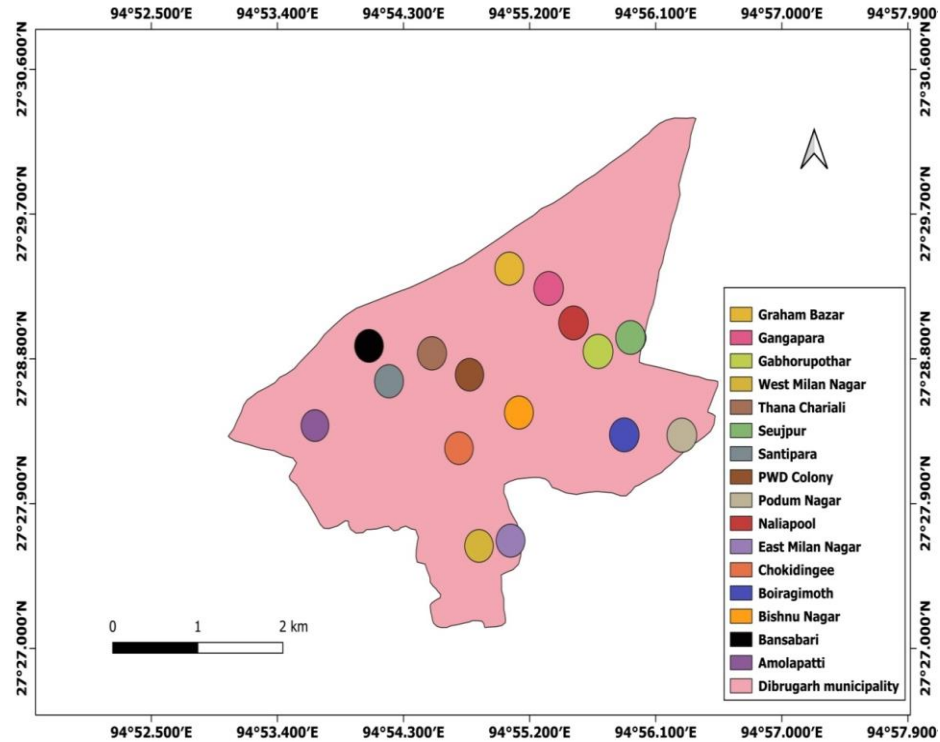 94°52.500′E 94°53.400′E 94°54.300′E 94°55.200′E 94°56.100′E 94°57.000′E 94°57.900′E
27°30.600′N 27°30.600′N
27°29.700′N 27°29.700′N
27°28.800′N 27°28.800′N
27°27.900′N 27°27.900′N
27°27.000′N 27°27.000′N
Graham Bazar
Gangapara
Gabhorupothar
West Milan Nagar
Thana Chariali
Seujpur
Santipara
PWD Colony
Podum Nagar
Naliapool
East Milan Nagar
Chokidingee
Boiragimoth
Bishnu Nagar
Bansabari
Amolapatti
Dibrugarh municipality
0 1 2 km
94°52.500′E 94°53.400′E 94°54.300′E 94°55.200′E 94°56.100′E 94°57.000′E 94°57.900′E